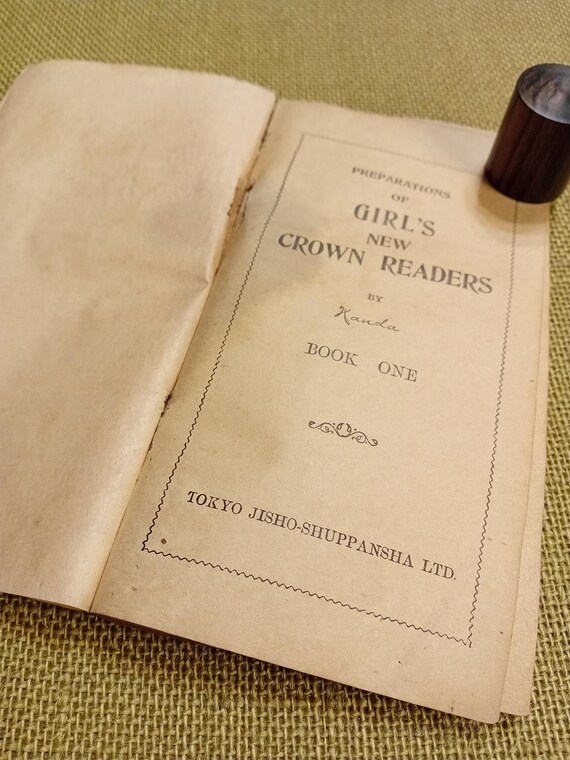 PREPARATIONS
OF
GIRL'S
NEW
CROWN READERS
BY
Kanda
BOOK ONE
TOKYO JISHO-SHUPPANSHA LTD.